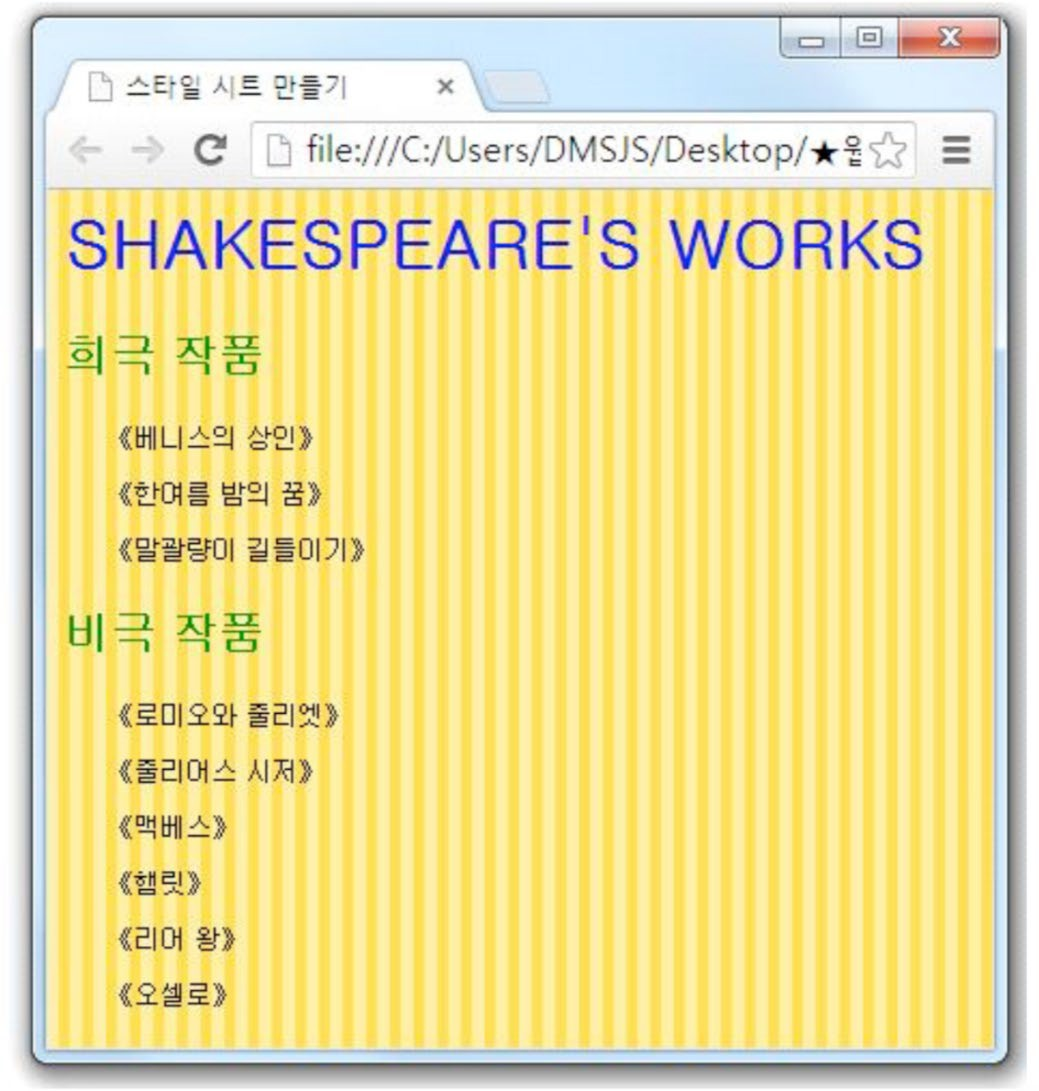 스타일 시트 만들기
file:///C:/Users/DMSJS/Desktop/★윹
SHAKESPEARE'S WORKS
희극 작품
《베니스의 상인》
《한여름 밤의 꿈》
《말괄량이 길들이기》
비극 작품
《로미오와 줄리엣》
《줄리어스 시저》
《맥베스》
《햄릿》
《리어 왕》
《오셀로》